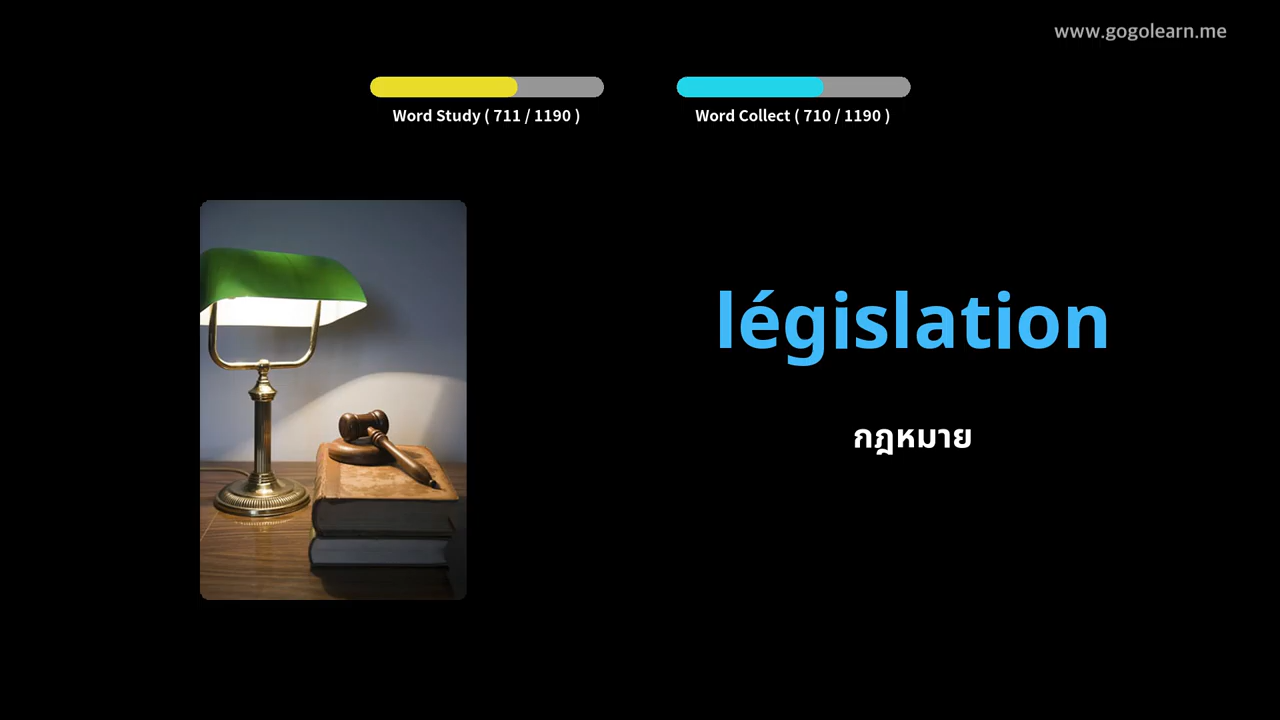 www.gogolearn.me
Word Study ( 711 / 1190 )
Word Collect ( 710 / 1190 )
législation
กฎหมาย